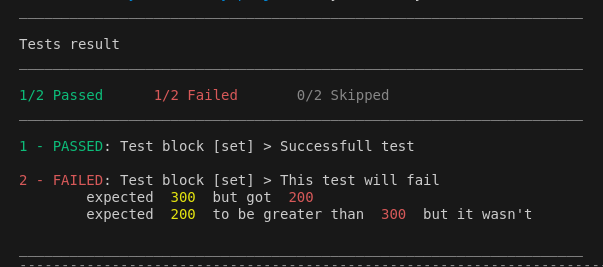 Tests result
1/2 Passed 1/2 Failed 0/2 Skipped
1 - PASSED: Test block [set] > Successfull test
2 - FAILED: Test block [set] > This test will fail
expected 300 but got 200
expected 200 to be greater than 300 but it wasn't